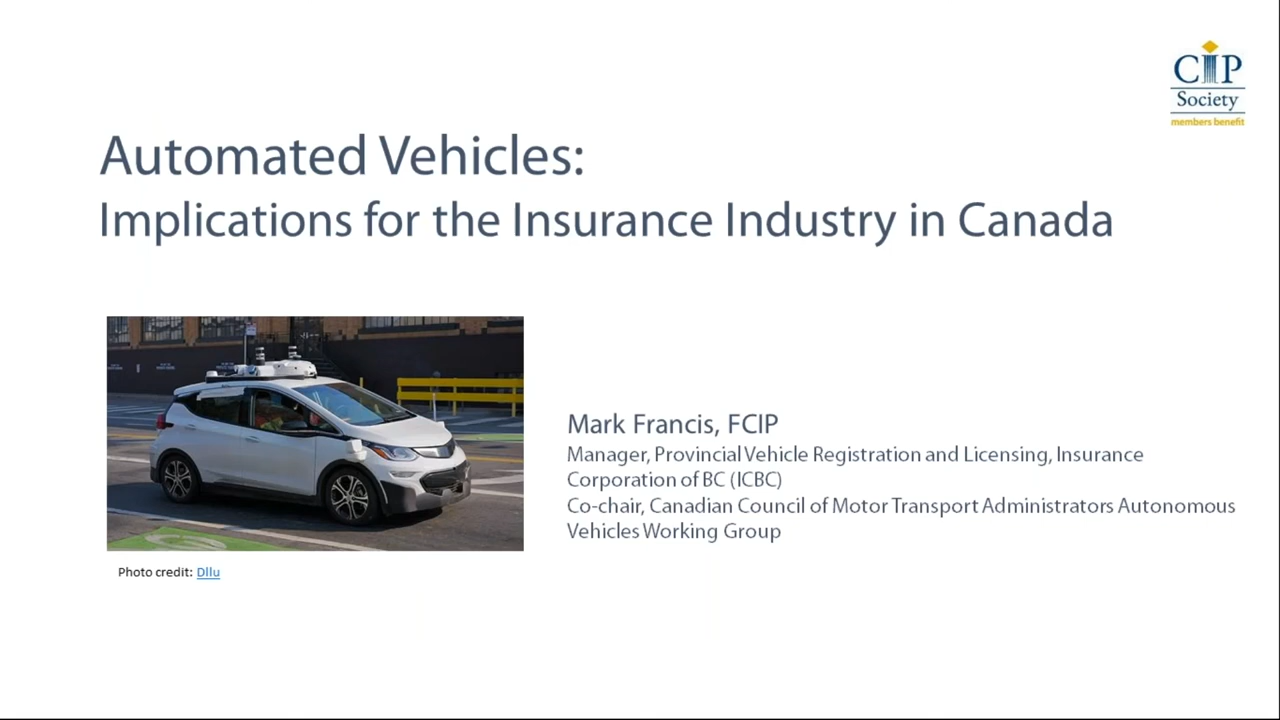 CIP
Society
members benefit
Automated Vehicles:
Implications for the Insurance Industry in Canada
Mark Francis, FCIP
Manager, Provincial Vehicle Registration and Licensing, Insurance
Corporation of BC (ICBC)
Co-chair, Canadian Council of Motor Transport Administrators Autonomous
Vehicles Working Group
Photo credit: Dllu